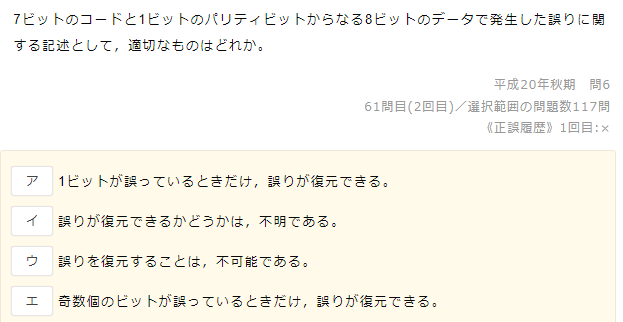 7ビットのコードと1ビットのパリティビットからなる8ビットのデータで発生した誤りに関
する記述として，適切なものはどれか。
平成20年秋期　問6
61問目(2回目)／選択範囲の問題数117問
《正誤履歴》1回目:×
ア 1ビットが誤っているときだけ，誤りが復元できる。
イ 誤りが復元できるかどうかは，不明である。
ウ 誤りを復元することは，不可能である。
エ 奇数個のビットが誤っているときだけ，誤りが復元できる。